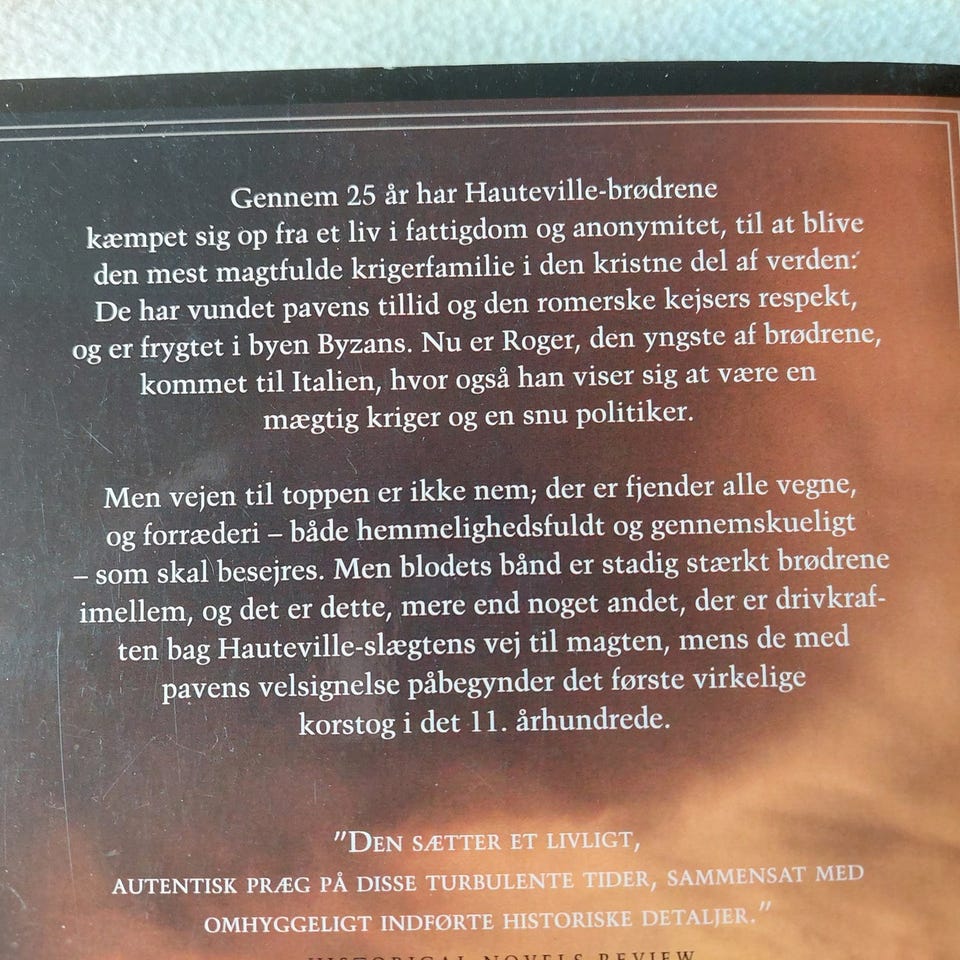 Gennem 25 år har Hauteville-brødrene
kæmpet sig op fra et liv i fattigdom og anonymitet, til at blive
den mest magtfulde krigerfamilie i den kristne del af verden:
De har vundet pavens tillid og den romerske kejsers respekt,
og er frygtet i byen Byzans. Nu er Roger, den yngste af brødrene,
kommet til Italien, hvor også han viser sig at være en
mægtig kriger og en snu politiker.
Men vejen til toppen er ikke nem; der er fjender alle vegne,
og forræderi – både hemmelighedsfuldt og gennemskueligt
– som skal besejres. Men blodets bånd er stadig stærkt brødrene
imellem, og det er dette, mere end noget andet, der er drivkraf-
ten bag Hauteville-slægtens vej til magten, mens de med
pavens velsignelse påbegynder det første virkelige
korstog i det 11. århundrede.
"DEN SÆTTER ET LIVLIGT,
AUTENTISK PRÆG PÅ DISSE TURBULENTE TIDER, SAMMENSAT MED
OMHYGGELIGT INDFØRTE HISTORISKE DETALJER."
HISTORICAL NOVELS REVIEW